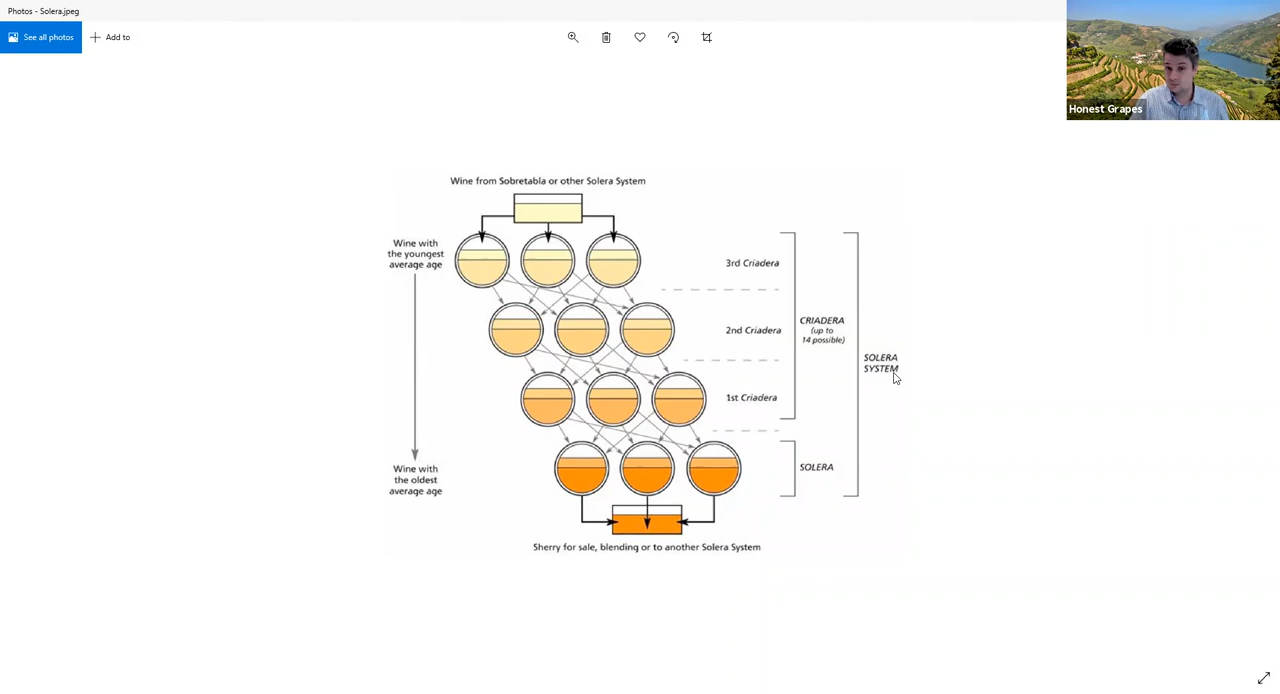 Photos - Solera.jpeg
See all photos
Add to
Honest Grapes
Wine from Sobretabla or other Solera System
Wine with
the youngest
average age
3rd Criadera
2nd Criadera
CRIADERA
(up to
14 possible)
SOLERA
SYSTEM
1st Criadera
Wine with
the oldest
average age
SOLERA
Sherry for sale, blending or to another Solera System